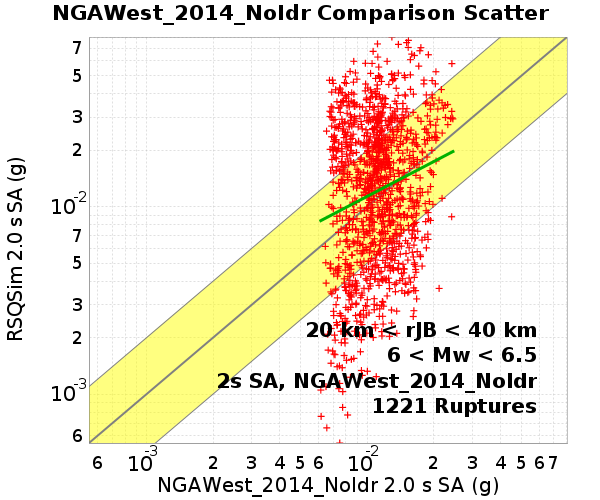 NGAWest_2014_NoIdr Comparison Scatter
RSQSim 2.0 s SA (g)
7
5
3
2
10-2
7
5
3
2
10-3
6
20 km < rJB < 40 km
6 < Mw < 6.5
2s SA, NGAWest_2014_NoIdr
1221 Ruptures
6 10-3 2 3 4 5 6 10-2 2 3 4 5 6 7
NGAWest_2014_NoIdr 2.0 s SA (g)